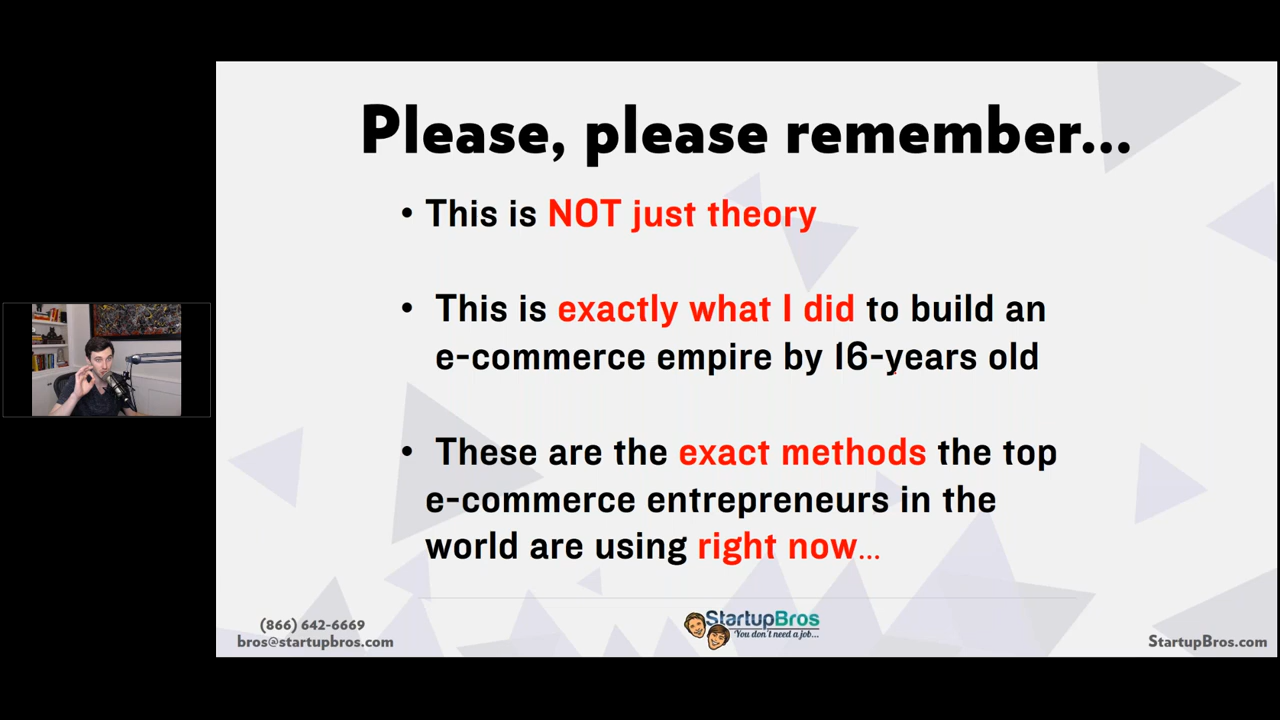 Please, please remember...
• This is NOT just theory
• This is exactly what I did to build an
e-commerce empire by 16-years old
• These are the exact methods the top
e-commerce entrepreneurs in the
world are using right now...
(866) 642-6669
bros@startupbros.com
StartupBros
"You don't need a job...
StartupBros.com